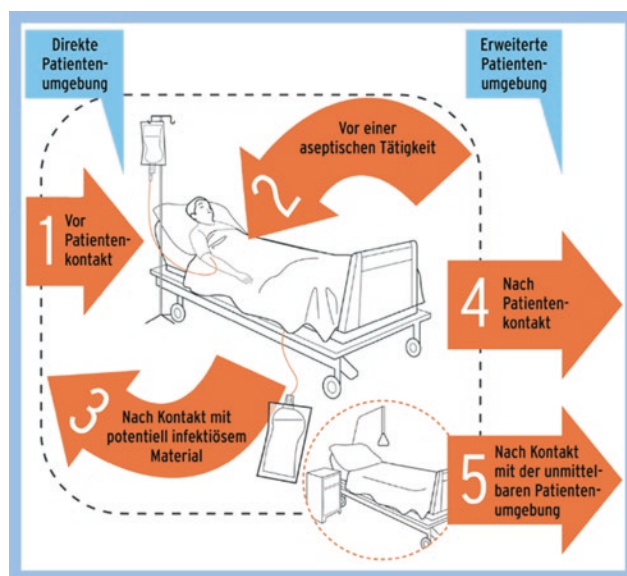 Direkte
Patienten-
umgebung
Erweiterte
Patienten-
umgebung
2
Vor einer
aseptischen Tätigkeit
1
Vor
Patienten-
kontakt
4
Nach
Patienten-
kontakt
3
Nach Kontakt mit
potentiell infektiösem
Material
5
Nach Kontakt
mit der unmittel-
baren Patienten-
umgebung